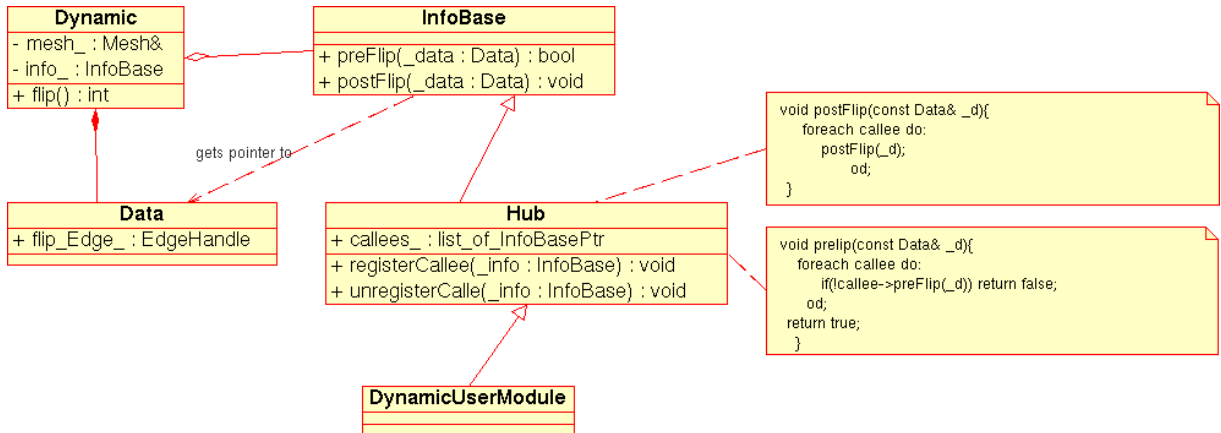 Dynamic
- mesh_ : Mesh&
- info_ : InfoBase
+ flip() : int
InfoBase
+ preFlip(_data : Data) : bool
+ postFlip(_data : Data) : void
gets pointer to
Data
+ flip_Edge_ : EdgeHandle
Hub
+ callees_ : list_of_InfoBasePtr
+ registerCallee(_info : InfoBase) : void
+ unregisterCalle(_info : InfoBase) : void
DynamicUserModule
void postFlip(const Data& _d){
foreach callee do:
postFlip(_d);
od;
}
void prelip(const Data& _d){
foreach callee do:
if(!callee->preFlip(_d)) return false;
od;
return true;
}